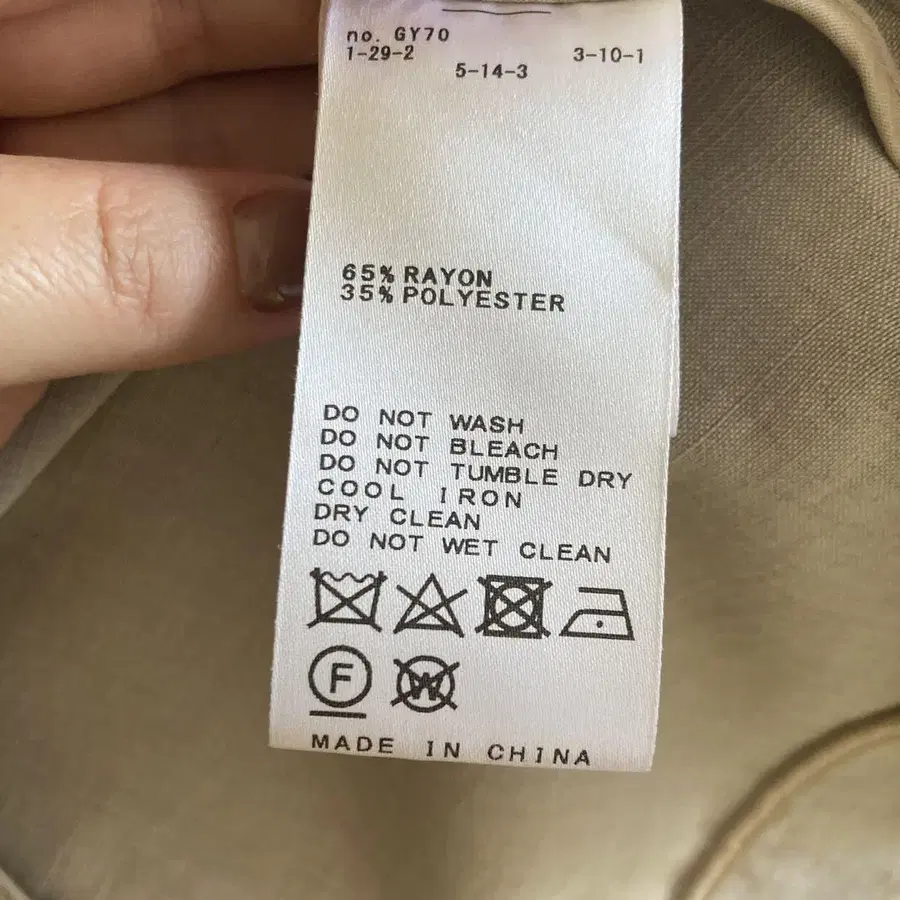 no. GY70
1-29-2
5-14-3
3-10-1
65% RAYON
35% POLYESTER
DO NOT WASH
DO NOT BLEACH
DO NOT TUMBLE DRY
COOL IRON
DRY CLEAN
DO NOT WET CLEAN
F W
MADE IN CHINA